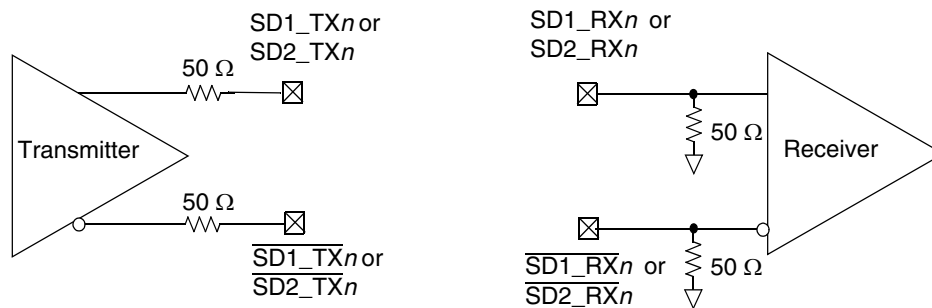 SD1_TXn or
SD2_TXn
50 Ω
Transmitter
50 Ω
SD1_TXn or
SD2_TXn
SD1_RXn or
SD2_RXn
50 Ω
Receiver
SD1_RXn or
SD2_RXn
50 Ω